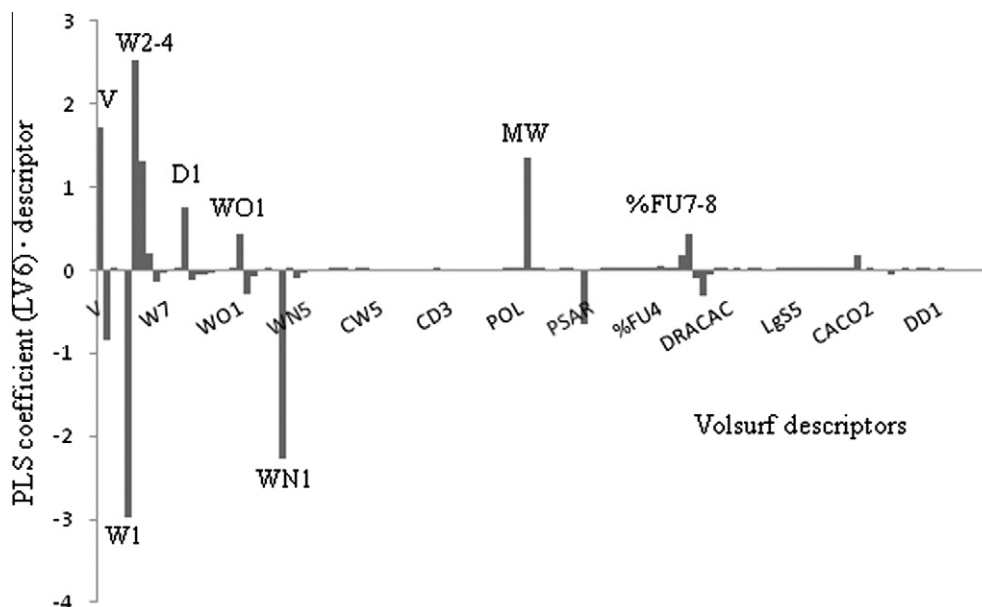 PLS coefficient (LV6) · descriptor
3
2
1
0
-1
-2
-3
-4
V
W2-4
D1
WO1
MW
%FU7-8
W1
WN1
V
W7
WO1
WN5
CW5
CD3
POL
PSAR
%FU4
DRACAC
LgS5
CACO2
DD1
Volsurf descriptors